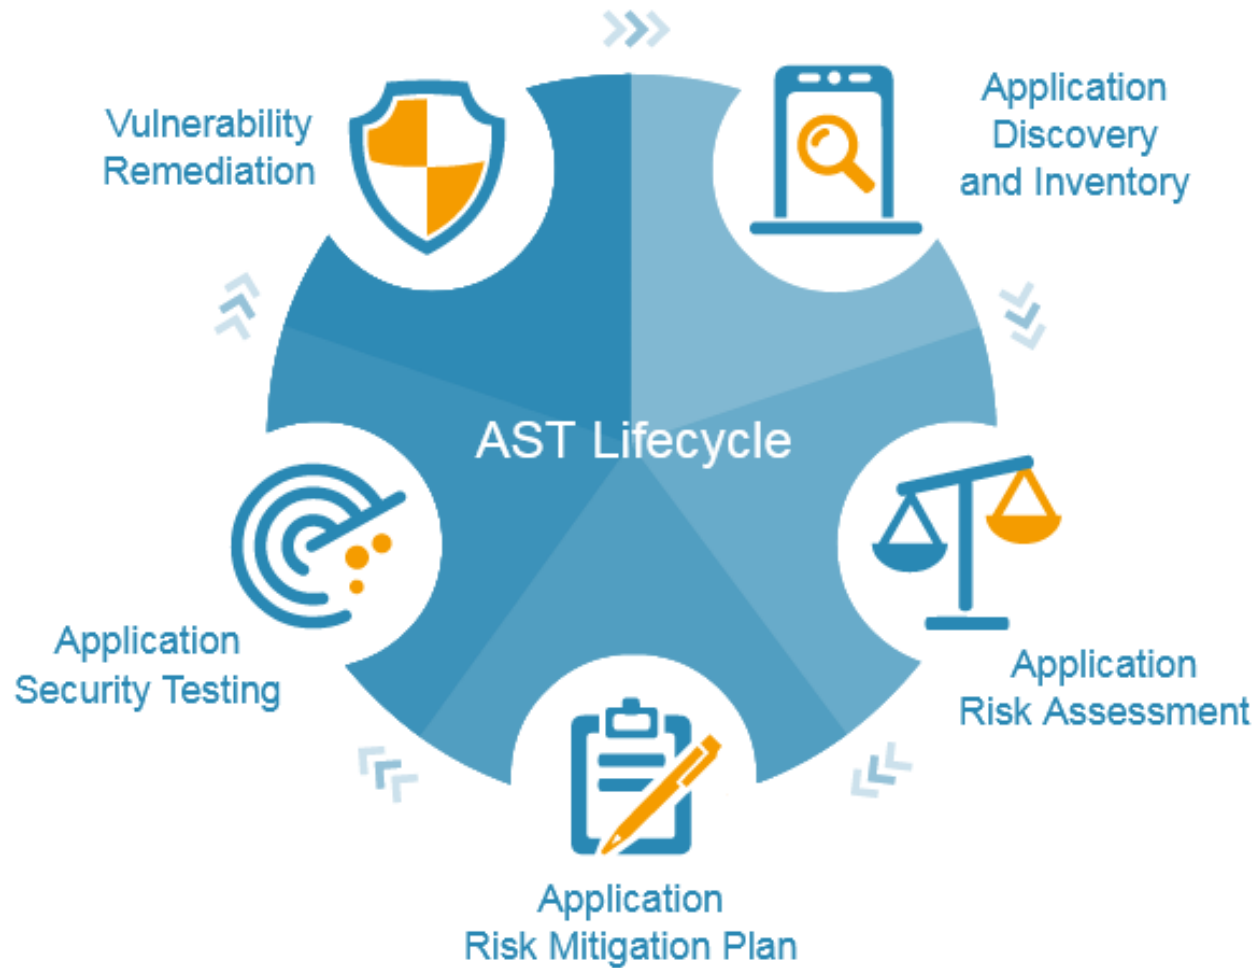 Vulnerability
Remediation
Application
Discovery
and Inventory
AST Lifecycle
Application
Security Testing
Application
Risk Assessment
Application
Risk Mitigation Plan